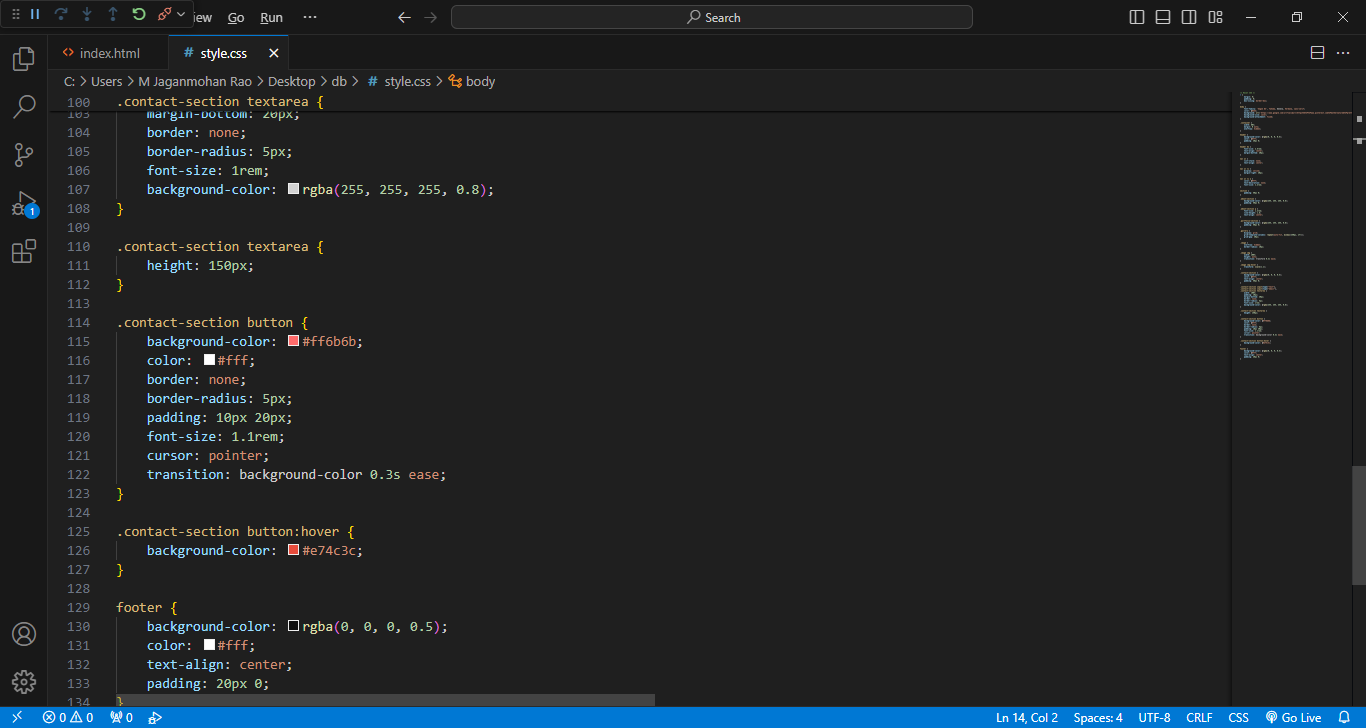 iew Go Run ···
Search
index.html
# style.css
C: > Users > M Jaganmohan Rao > Desktop > db > # style.css > body
100 .contact-section textarea {
103 margin-bottom: 20px;
104 border: none;
105 border-radius: 5px;
106 font-size: 1rem;
107 background-color: rgba(255, 255, 255, 0.8);
108 }
109
110 .contact-section textarea {
111 height: 150px;
112 }
113
114 .contact-section button {
115 background-color: #ff6b6b;
116 color: #fff;
117 border: none;
118 border-radius: 5px;
119 padding: 10px 20px;
120 font-size: 1.1rem;
121 cursor: pointer;
122 transition: background-color 0.3s ease;
123 }
124
125 .contact-section button:hover {
126 background-color: #e74c3c;
127 }
128
129 footer {
130 background-color: rgba(0, 0, 0, 0.5);
131 color: #fff;
132 text-align: center;
133 padding: 20px 0;
134 }
1
0 0 0 Ln 14, Col 2 Spaces: 4 UTF-8 CRLF CSS Go Live